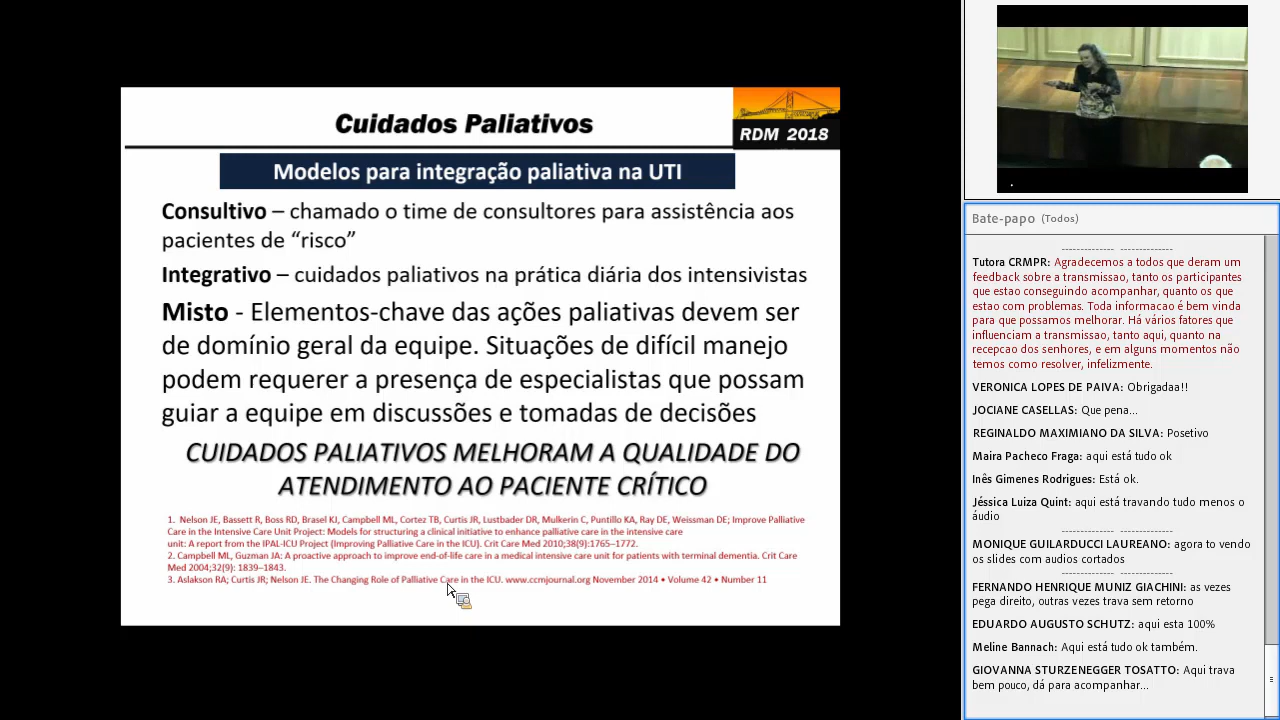 Cuidados Paliativos
RDM 2018
Modelos para integração paliativa na UTI
Consultivo – chamado o time de consultores para assistência aos
pacientes de “risco”
Integrativo – cuidados paliativos na prática diária dos intensivistas
Misto - Elementos-chave das ações paliativas devem ser
de domínio geral da equipe. Situações de difícil manejo
podem requerer a presença de especialistas que possam
guiar a equipe em discussões e tomadas de decisões
CUIDADOS PALIATIVOS MELHORAM A QUALIDADE DO
ATENDIMENTO AO PACIENTE CRÍTICO
1. Nelson JE, Bassett R, Boss RD, Brasel KJ, Campbell ML, Cortez TB, Curtis JR, Lustbader DR, Mulkerin C, Puntillo KA, Ray DE, Weissman DE; Improve Palliative
Care in the Intensive Care Unit Project: Models for structuring a clinical initiative to enhance palliative care in the intensive care
unit: A report from the IPAL-ICU Project (Improving Palliative Care in the ICU). Crit Care Med 2010;38(9):1765–1772.
2. Campbell ML, Guzman JA: A proactive approach to improve end-of-life care in a medical intensive care unit for patients with terminal dementia. Crit Care
Med 2004;32(9): 1839–1843.
3. Aslakson RA; Curtis JR; Nelson JE. The Changing Role of Palliative Care in the ICU. www.ccmjournal.org November 2014 • Volume 42 • Number 11
Bate-papo (Todos)
------------- -------------
Tutora CRMPR: Agradecemos a todos que deram um
feedback sobre a transmissao, tanto os participantes
que estao conseguindo acompanhar, quanto os que
estao com problemas. Toda informacao é bem vinda
para que possamos melhorar. Há vários fatores que
influenciam a transmissao, tanto aqui, quanto na
recepcao dos senhores, e em alguns momentos não
temos como resolver, infelizmente.
VERONICA LOPES DE PAIVA: Obrigadaa!!
JOCIANE CASELLAS: Que pena...
REGINALDO MAXIMIANO DA SILVA: Posetivo
Maira Pacheco Fraga: aqui está tudo ok
Inês Gimenes Rodrigues: Está ok.
Jéssica Luiza Quint: aqui está travando tudo menos o
áudio
------------- -------------
MONIQUE GUILARDUCCI LAUREANO: agora to vendo
os slides com audios cortados
------------- -------------
FERNANDO HENRIQUE MUNIZ GIACHINI: as vezes
pega direito, outras vezes trava sem retorno
EDUARDO AUGUSTO SCHUTZ: aqui esta 100%
Meline Bannach: Aqui está tudo ok também.
GIOVANNA STURZENEGGER TOSATTO: Aqui trava
bem pouco, dá para acompanhar...